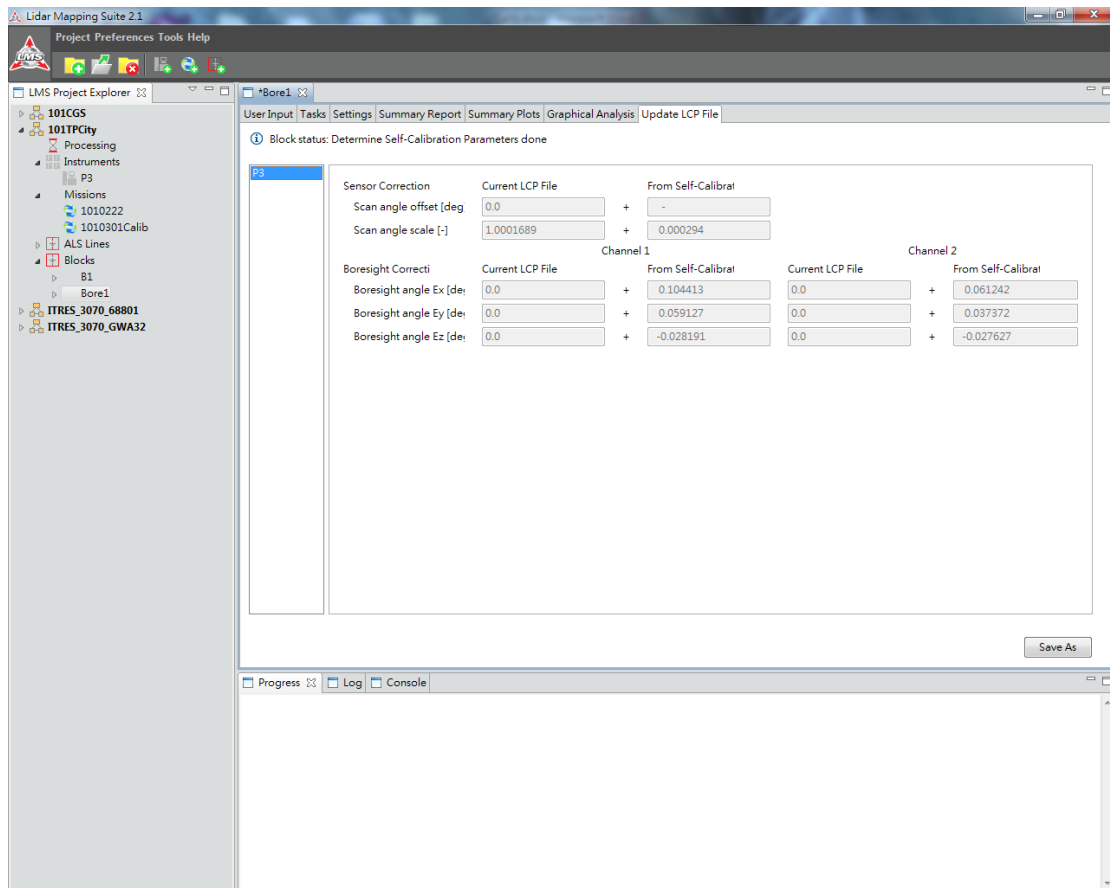 Lidar Mapping Suite 2.1
Project Preferences Tools Help
LMS
LMS Project Explorer
101CGS
101TPCity
Processing
Instruments
P3
Missions
1010222
1010301Calib
ALS Lines
Blocks
B1
Bore1
ITRES_3070_68801
ITRES_3070_GWA32
*Bore1
User Input Tasks Settings Summary Report Summary Plots Graphical Analysis Update LCP File
Block status: Determine Self-Calibration Parameters done
P3
Sensor Correction Current LCP File From Self-Calibrat
Scan angle offset [deg 0.0 + -
Scan angle scale [-] 1.0001689 + 0.000294
Channel 1 Channel 2
Boresight Correcti Current LCP File From Self-Calibrat Current LCP File From Self-Calibrat
Boresight angle Ex [de 0.0 + 0.104413 0.0 + 0.061242
Boresight angle Ey [de 0.0 + 0.059127 0.0 + 0.037372
Boresight angle Ez [de 0.0 + -0.028191 0.0 + -0.027627
Save As
Progress Log Console